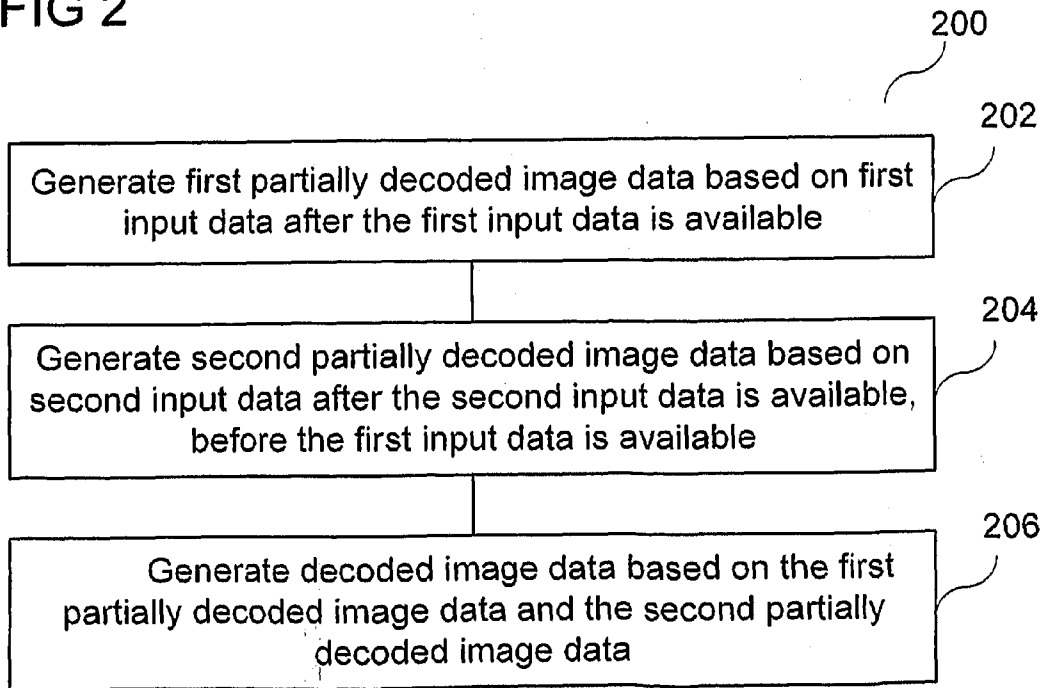 FIG 2
200
202
Generate first partially decoded image data based on first
input data after the first input data is available
204
Generate second partially decoded image data based on
second input data after the second input data is available,
before the first input data is available
206
Generate decoded image data based on the first
partially decoded image data and the second partially
decoded image data